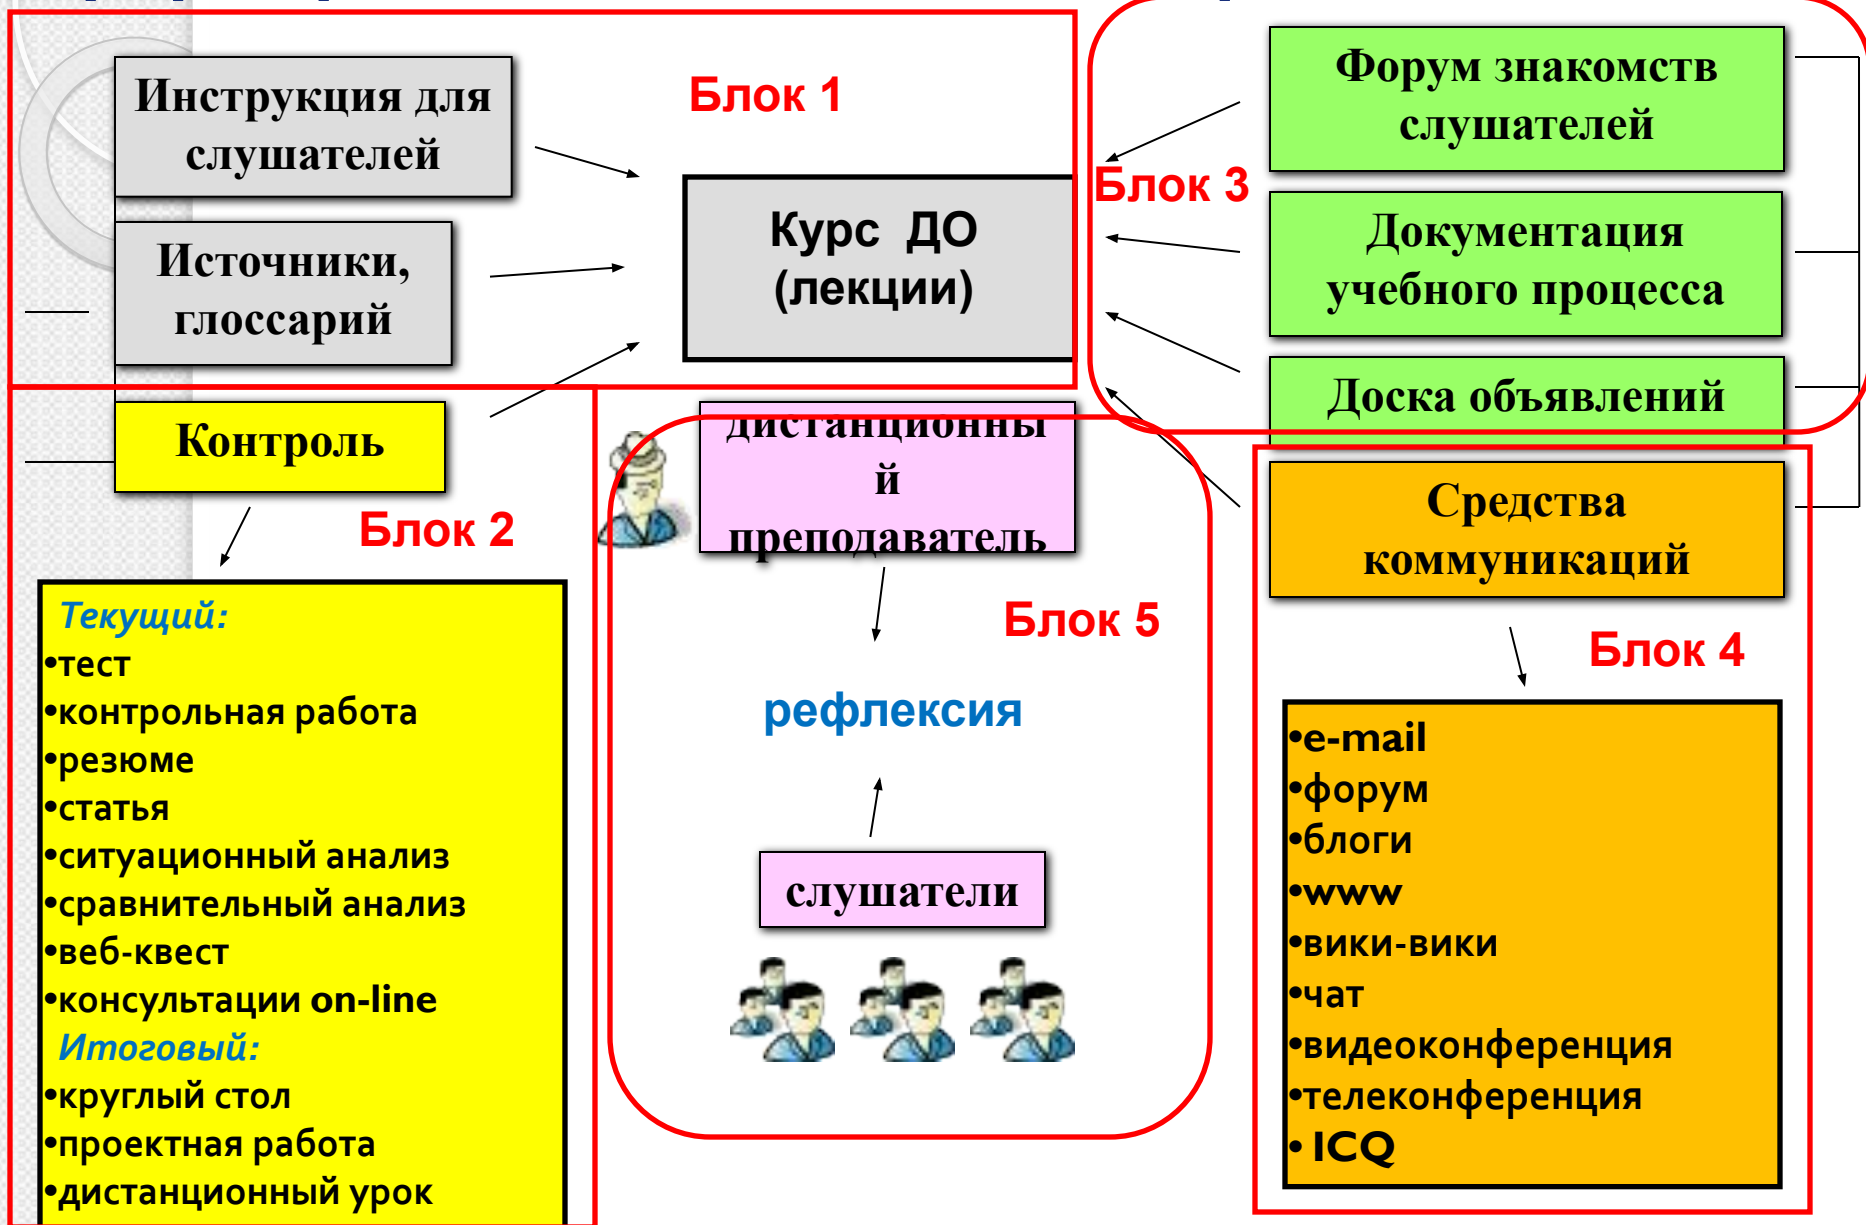 Инструкция для
слушателей
Блок 1
Источники,
глоссарий
Курс ДО
(лекции)
Блок 3
Форум знакомств
слушателей
Документация
учебного процесса
Доска объявлений
Контроль
Блок 2
Текущий:
•тест
•контрольная работа
•резюме
•статья
•ситуационный анализ
•сравнительный анализ
•веб-квест
•консультации on-line
Итоговый:
•круглый стол
•проектная работа
•дистанционный урок
дистанционны
й
преподаватель
Блок 5
рефлексия
слушатели
Средства
коммуникаций
Блок 4
•e-mail
•форум
•блоги
•www
•вики-вики
•чат
•видеоконференция
•телеконференция
• ICQ